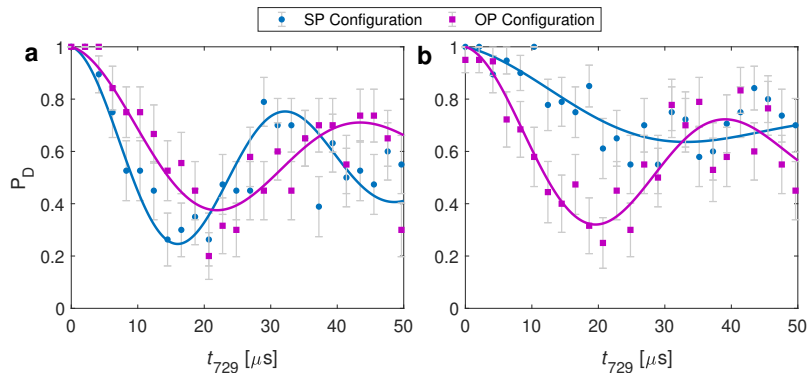 SP Configuration OP Configuration
a b
1 1
0.8 0.8
0.6 0.6
P_D
0.4 0.4
0.2 0.2
0 0
0 10 20 30 40 50 0 10 20 30 40 50
t_729 [μs] t_729 [μs]